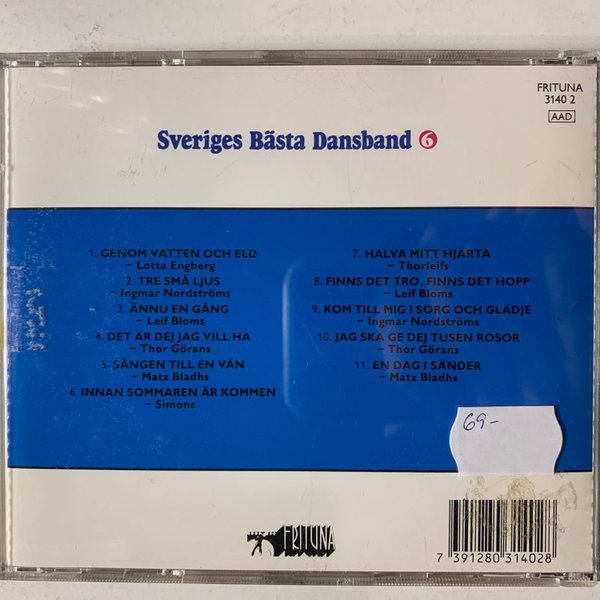 FRITUNA
3140 2
AAD
Sveriges Bästa Dansband 6
1. GENOM VATTEN OCH ELD
– Lotta Engberg
2. TRE SMÅ LJUS
– Ingmar Nordströms
3. ÄNNU EN GÅNG
– Leif Bloms
4. DET ÄR DEJ JAG VILL HA
– Thor Görans
5. SÅNGEN TILL EN VÄN
– Matz Bladhs
6. INNAN SOMMAREN ÄR KOMMEN
– Simons
7. HALVA MITT HJÄRTA
– Thorleifs
8. FINNS DET TRO, FINNS DET HOPP
– Leif Bloms
9. KOM TILL MIG I SORG OCH GLÄDJE
– Ingmar Nordströms
10. JAG SKA GE DEJ TUSEN ROSOR
– Thor Görans
11. EN DAG I SÄNDER
– Matz Bladhs
69-
FRITUNA
7 391280 314028